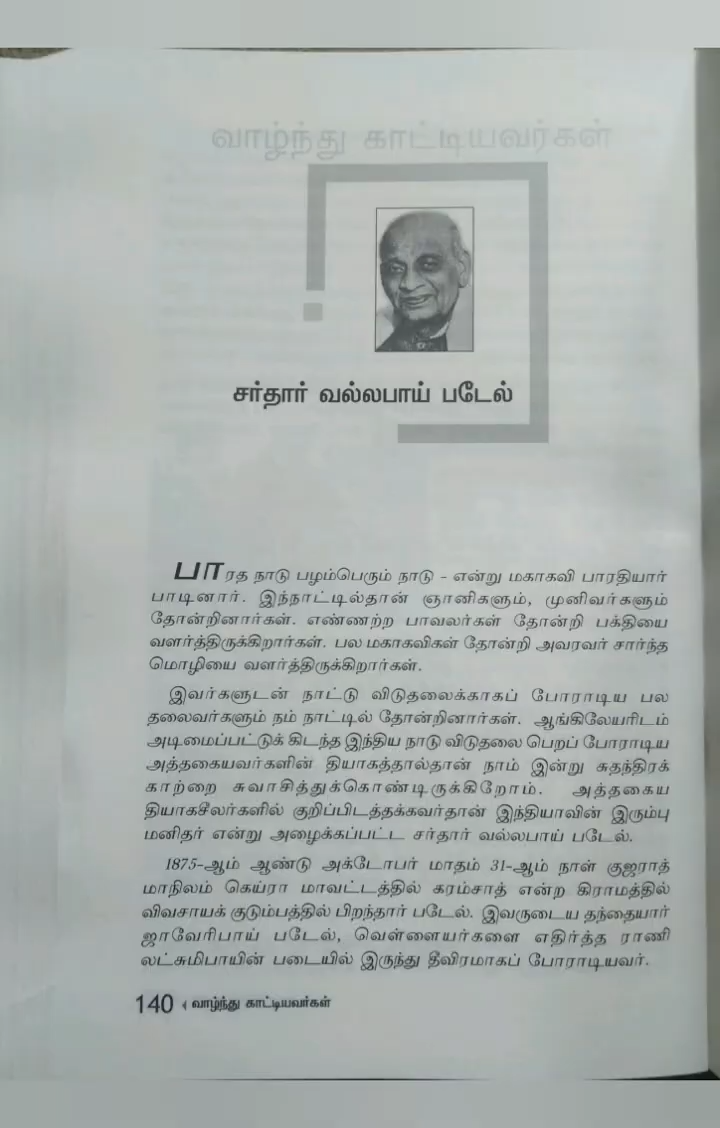 வாழ்ந்து காட்டியவர்கள்
சர்தார் வல்லபாய் படேல்
பாரத நாடு பழம்பெரும் நாடு - என்று மகாகவி பாரதியார்
பாடினார். இந்நாட்டில்தான் ஞானிகளும், முனிவர்களும்
தோன்றினார்கள். எண்ணற்ற பாவலர்கள் தோன்றி பக்தியை
வளர்த்திருக்கிறார்கள். பல மகாகவிகள் தோன்றி அவரவர் சார்ந்த
மொழியை வளர்த்திருக்கிறார்கள்.
இவர்களுடன் நாட்டு விடுதலைக்காகப் போராடிய பல
தலைவர்களும் நம் நாட்டில் தோன்றினார்கள். ஆங்கிலேயரிடம்
அடிமைப்பட்டுக் கிடந்த இந்திய நாடு விடுதலை பெறப் போராடிய
அத்தகையவர்களின் தியாகத்தால்தான் நாம் இன்று சுதந்திரக்
காற்றை சுவாசித்துக்கொண்டிருக்கிறோம். அத்தகைய
தியாகசீலர்களில் குறிப்பிடத்தக்கவர்தான் இந்தியாவின் இரும்பு
மனிதர் என்று அழைக்கப்பட்ட சர்தார் வல்லபாய் படேல்.
1875-ஆம் ஆண்டு அக்டோபர் மாதம் 31-ஆம் நாள் குஜராத்
மாநிலம் கெய்ரா மாவட்டத்தில் கரம்சாத் என்ற கிராமத்தில்
விவசாயக் குடும்பத்தில் பிறந்தார் படேல். இவருடைய தந்தையார்
ஜாவேரிபாய் படேல், வெள்ளையர்களை எதிர்த்த ராணி
லட்சுமிபாயின் படையில் இருந்து தீவிரமாகப் போராடியவர்.
140 வாழ்ந்து காட்டியவர்கள்